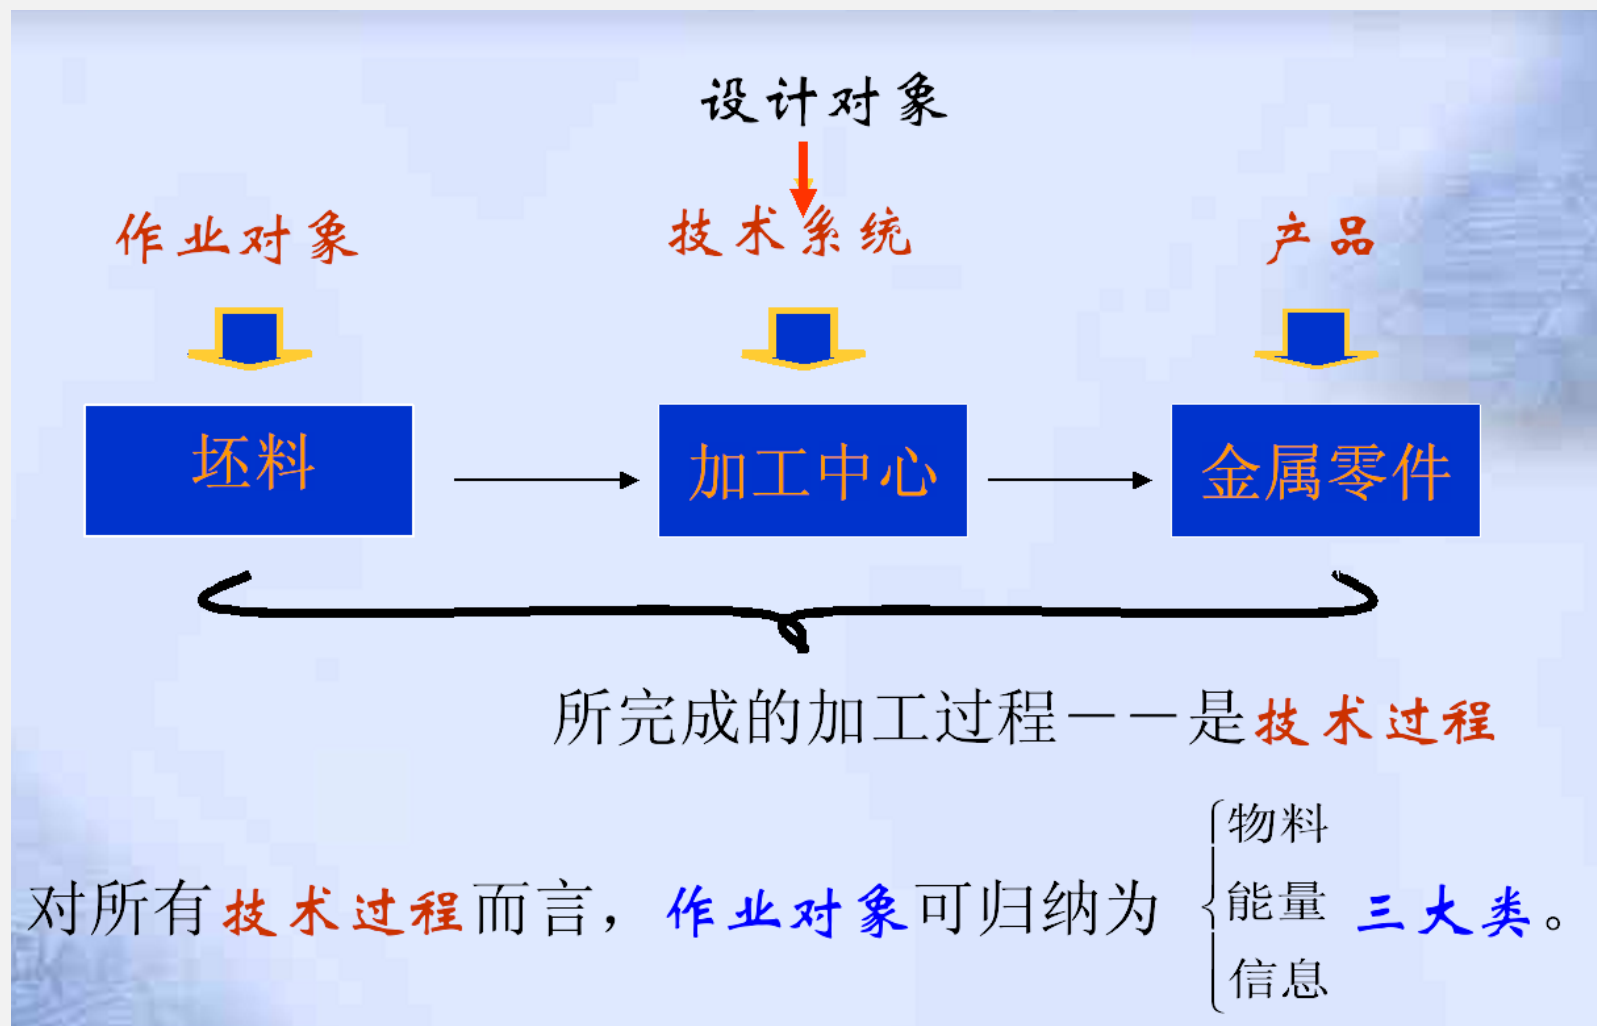 设计对象
作业对象 技术系统 产品
坯料 加工中心 金属零件
所完成的加工过程——是技术过程
物料
对所有技术过程而言，作业对象可归纳为 能量 三大类。
信息